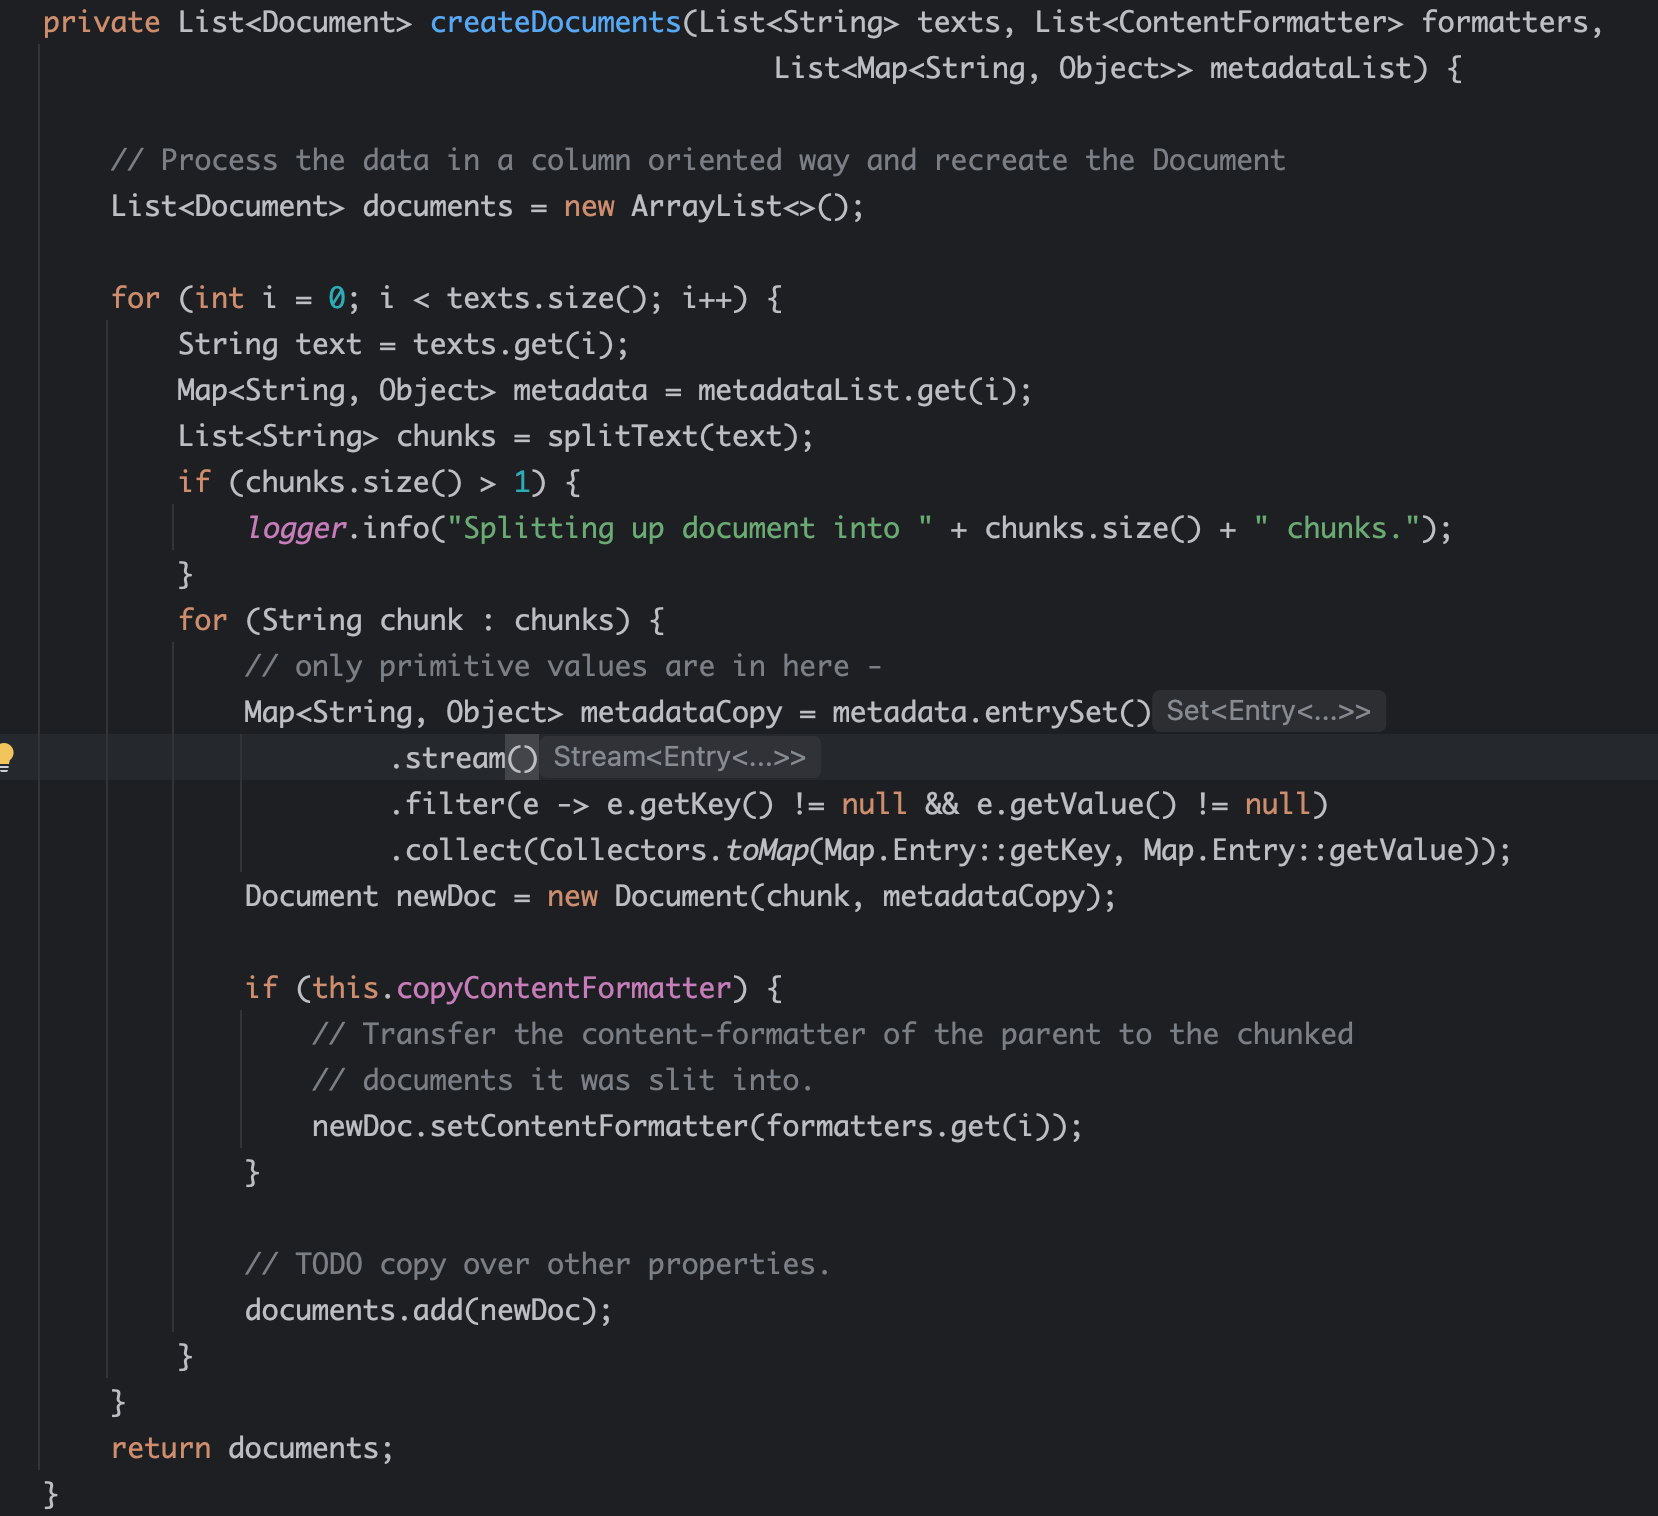 private List<Document> createDocuments(List<String> texts, List<ContentFormatter> formatters,
List<Map<String, Object>> metadataList) {
// Process the data in a column oriented way and recreate the Document
List<Document> documents = new ArrayList<>();
for (int i = 0; i < texts.size(); i++) {
String text = texts.get(i);
Map<String, Object> metadata = metadataList.get(i);
List<String> chunks = splitText(text);
if (chunks.size() > 1) {
logger.info("Splitting up document into " + chunks.size() + " chunks.");
}
for (String chunk : chunks) {
// only primitive values are in here -
Map<String, Object> metadataCopy = metadata.entrySet() Set<Entry<...>>
.stream() Stream<Entry<...>>
.filter(e -> e.getKey() != null && e.getValue() != null)
.collect(Collectors.toMap(Map.Entry::getKey, Map.Entry::getValue));
Document newDoc = new Document(chunk, metadataCopy);
if (this.copyContentFormatter) {
// Transfer the content-formatter of the parent to the chunked
// documents it was slit into.
newDoc.setContentFormatter(formatters.get(i));
}
// TODO copy over other properties.
documents.add(newDoc);
}
}
return documents;
}